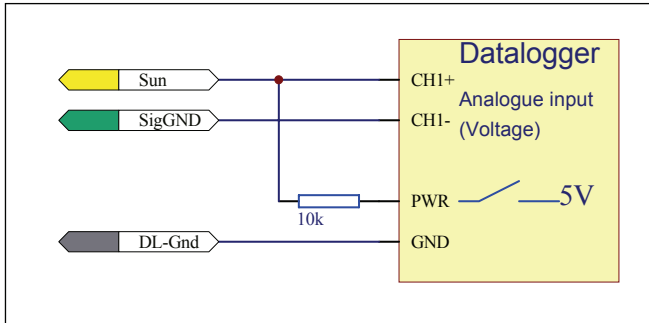 Datalogger
Sun
CH1+
Analogue input
(Voltage)
SigGND
CH1-
PWR
5V
10k
DL-Gnd
GND